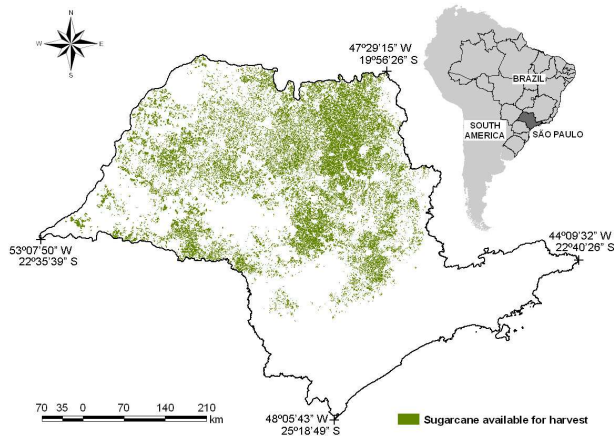 N
W
E
S
47º29'15" W
19º56'26" S
BRAZIL
SOUTH
AMERICA
SÃO PAULO
53º07'50" W
22º35'39" S
44º09'32" W
22º40'26" S
70 35 0 70 140 210
km
48º05'43" W
25º18'49" S
Sugarcane available for harvest